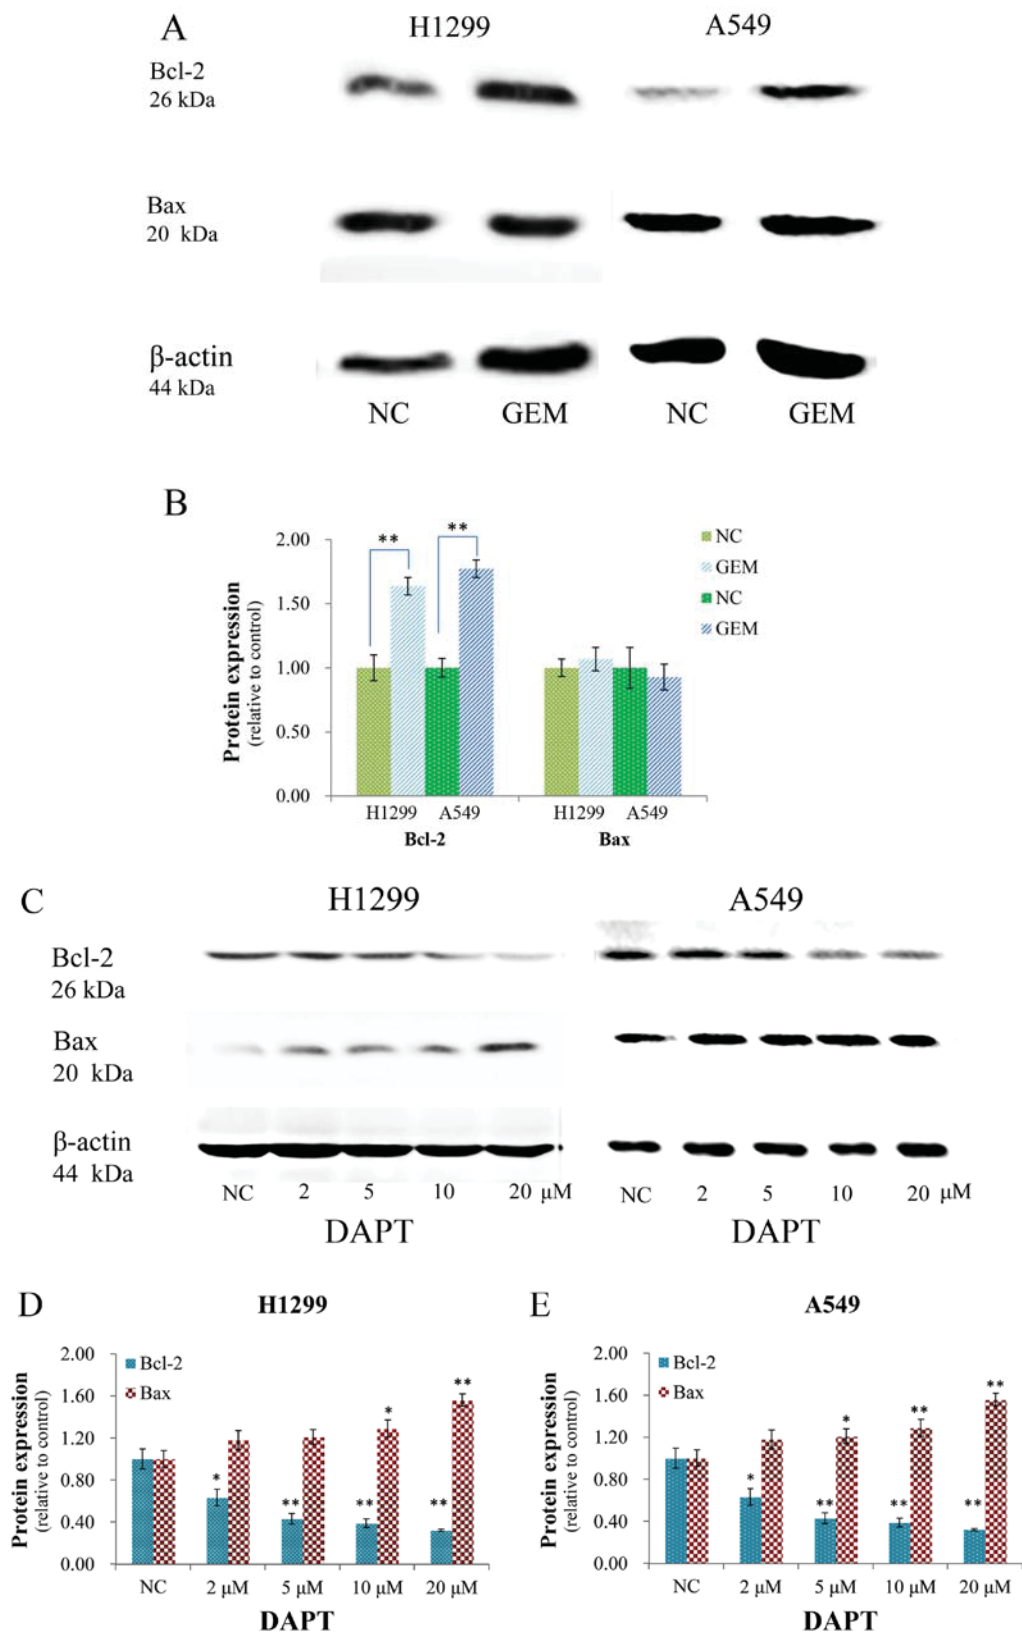 A
H1299
A549
Bcl-2
26 kDa
Bax
20 kDa
β-actin
44 kDa
NC
GEM
NC
GEM
B
Protein expression
(relative to control)
2.00
1.50
1.00
0.50
0.00
**
**
NC
GEM
NC
GEM
H1299
A549
H1299
A549
Bcl-2
Bax
C
H1299
A549
Bcl-2
26 kDa
Bax
20 kDa
β-actin
44 kDa
NC 2 5 10 20 μM
NC 2 5 10 20 μM
DAPT
DAPT
D
H1299
Protein expression
(relative to control)
2.00
1.60
1.20
0.80
0.40
0.00
Bcl-2
Bax
*
**
**
*
**
**
NC 2 μM 5 μM 10 μM 20 μM
DAPT
E
A549
Protein expression
(relative to control)
2.00
1.60
1.20
0.80
0.40
0.00
Bcl-2
Bax
*
*
**
**
**
**
**
NC 2 μM 5 μM 10 μM 20 μM
DAPT